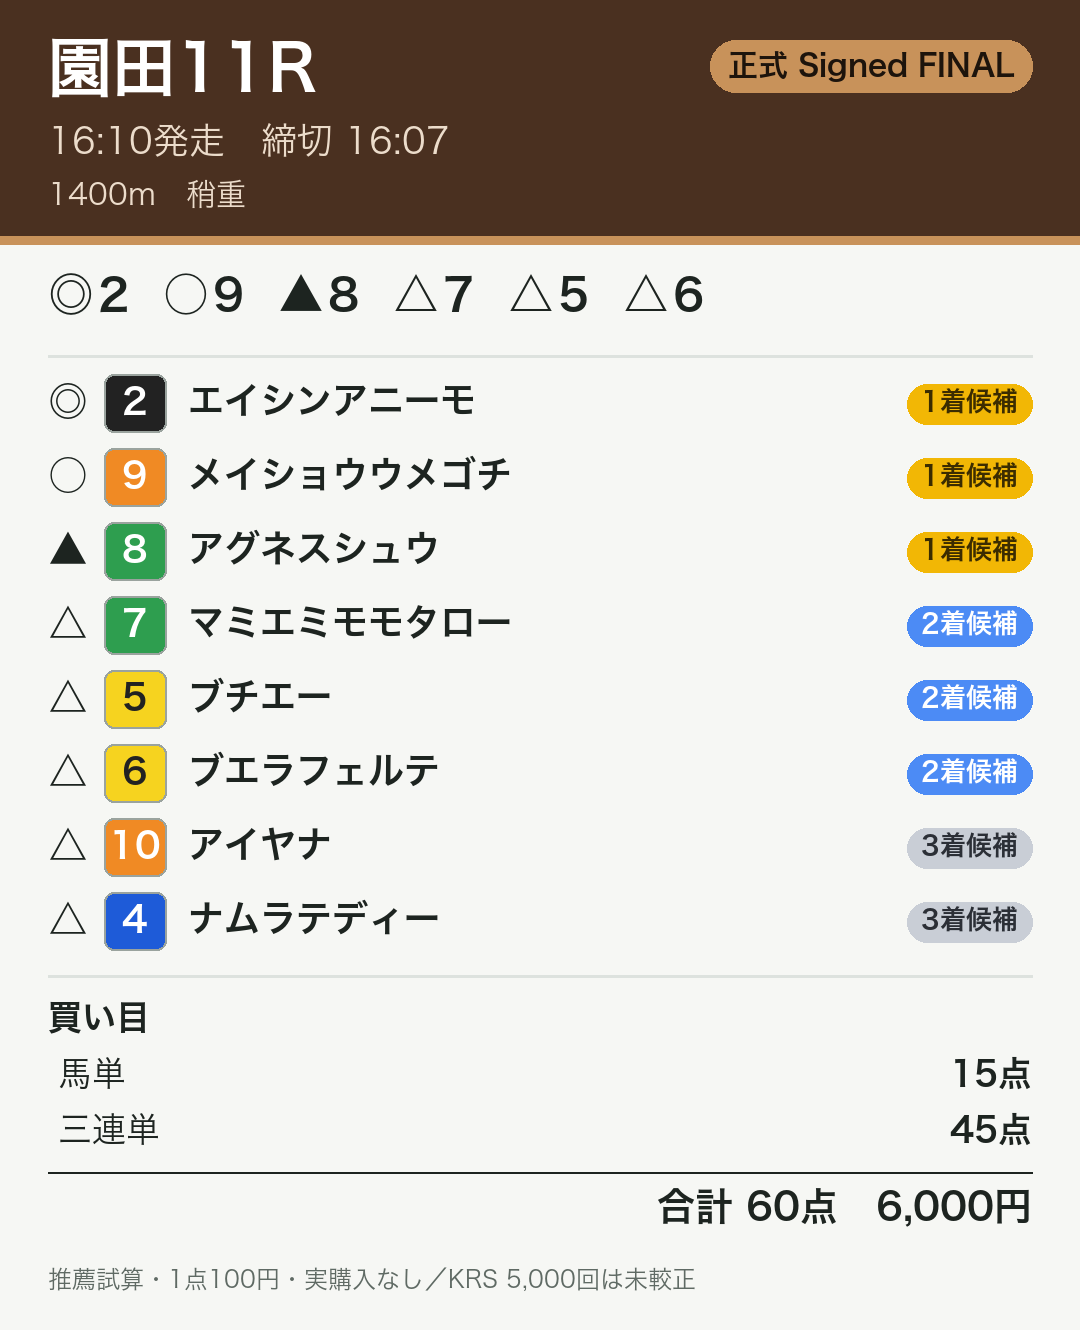 園田11R
正式 Signed FINAL
16:10発走　締切 16:07
1400m　稍重
◎2 ○9 ▲8 △7 △5 △6
◎ 2 エイシンアニーモ 1着候補
○ 9 メイショウウメゴチ 1着候補
▲ 8 アグネスシュウ 1着候補
△ 7 マミエミモモタロー 2着候補
△ 5 ブチエー 2着候補
△ 6 ブエラフェルテ 2着候補
△ 10 アイヤナ 3着候補
△ 4 ナムラテディー 3着候補
買い目
馬単 15点
三連単 45点
合計 60点　6,000円
推薦試算・1点100円・実購入なし／KRS 5,000回は未較正